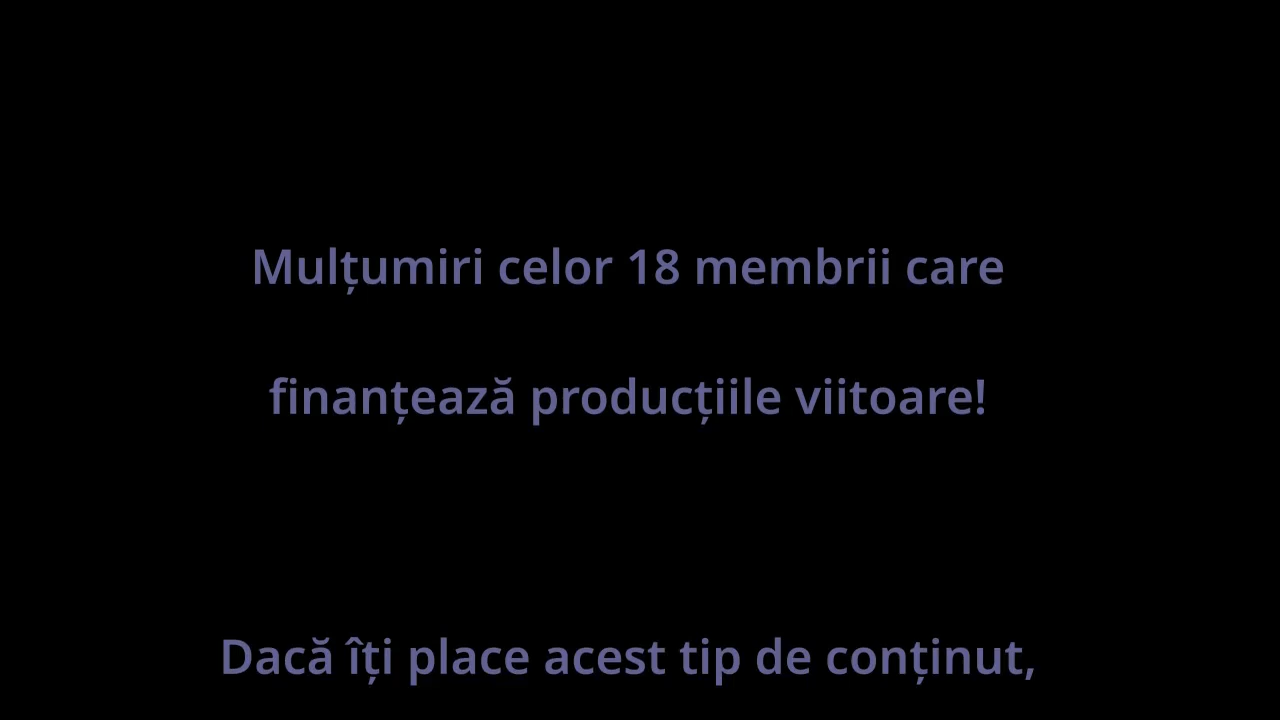 Mulțumiri celor 18 membrii care
finanțează producțiile viitoare!
Dacă îți place acest tip de conținut,